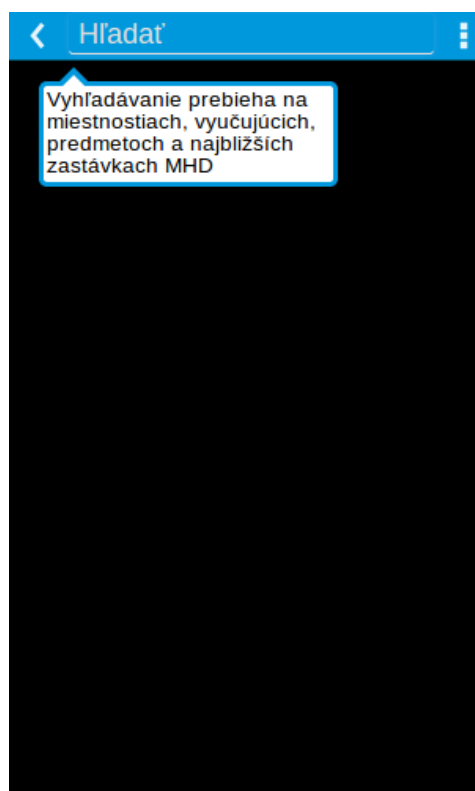 Hľadať
Vyhľadávanie prebieha na
miestnostiach, vyučujúcich,
predmetoch a najbližších
zastávkach MHD